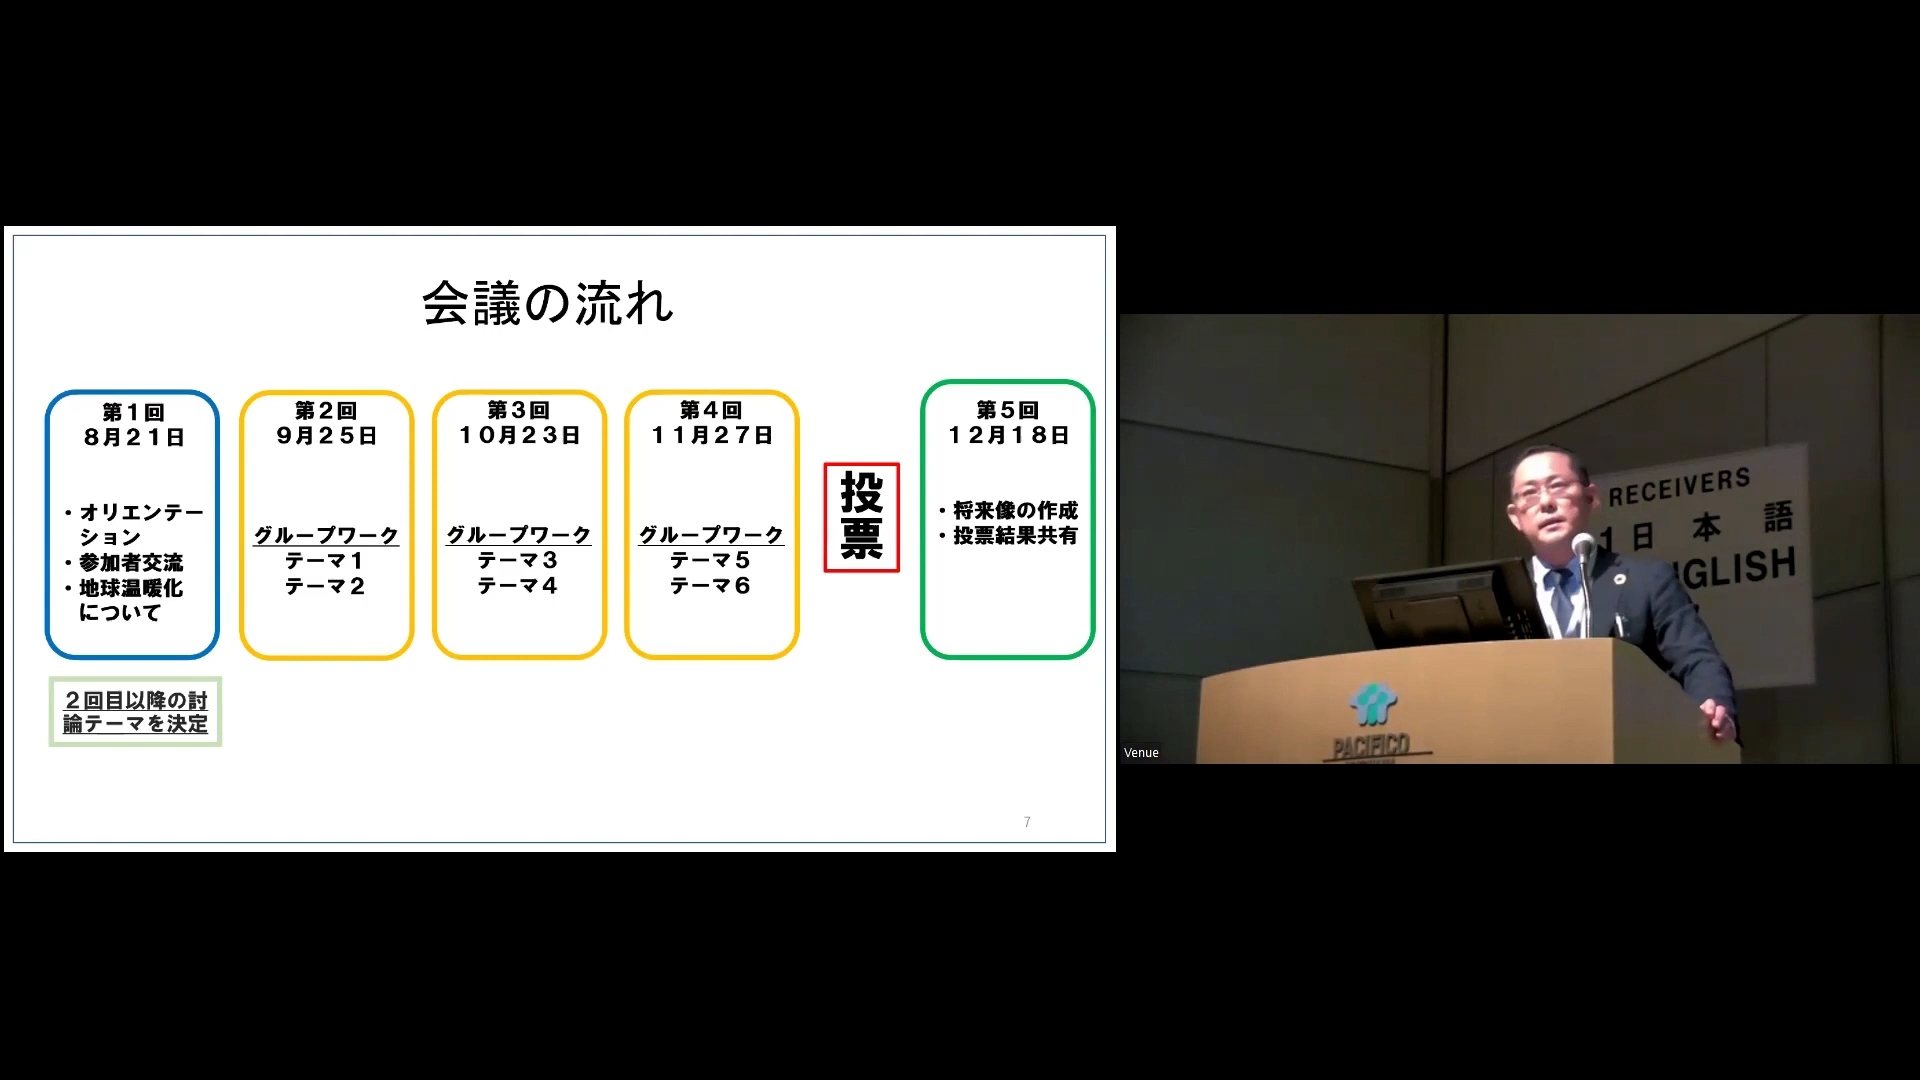 会議の流れ
第１回
８月２１日
・オリエンテー
ション
・参加者交流
・地球温暖化
について
２回目以降の討
論テーマを決定
第２回
９月２５日
グループワーク
テーマ１
テーマ２
第３回
１０月２３日
グループワーク
テーマ３
テーマ４
第４回
１１月２７日
グループワーク
テーマ５
テーマ６
投
票
第５回
１２月１８日
・将来像の作成
・投票結果共有
7
RECEIVERS
1 日 本 語
GLISH
PACIFICO
Venue